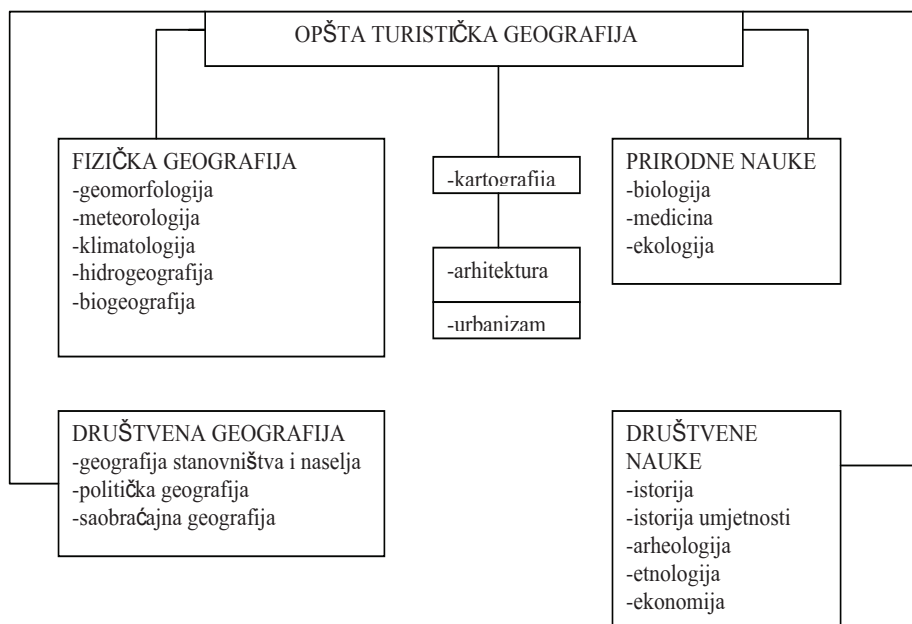 OPŠTA TURISTIČKA GEOGRAFIJA
FIZIČKA GEOGRAFIJA
-geomorfologija
-meteorologija
-klimatologija
-hidrogeografija
-biogeografija
-kartografija
-arhitektura
-urbanizam
PRIRODNE NAUKE
-biologija
-medicina
-ekologija
DRUŠTVENA GEOGRAFIJA
-geografija stanovništva i naselja
-politička geografija
-saobraćajna geografija
DRUŠTVENE
NAUKE
-istorija
-istorija umjetnosti
-arheologija
-etnologija
-ekonomija